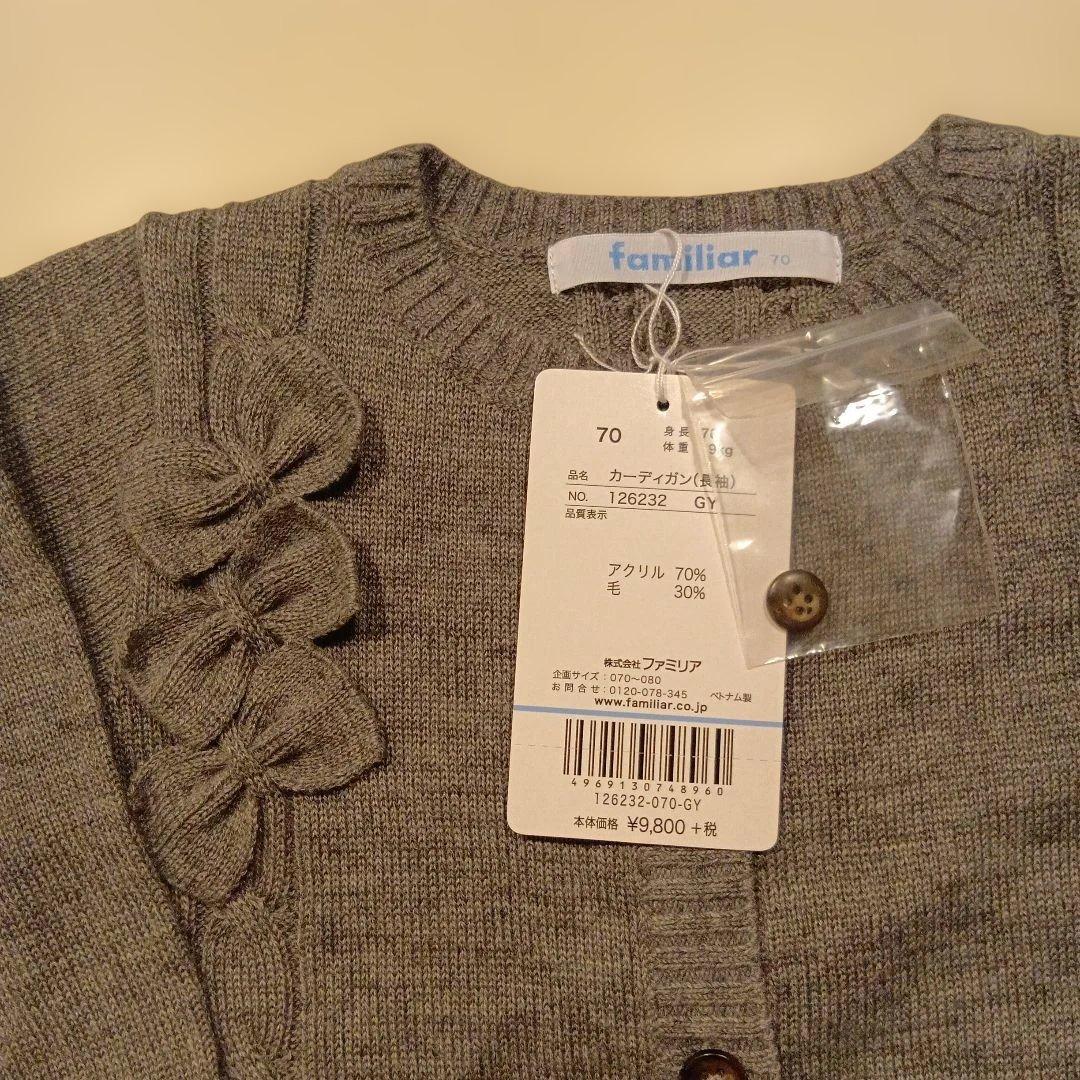 familiar 70
70 身長 70
体重 9kg
品名 カーディガン(長袖)
NO. 126232 GY
品質表示
アクリル 70%
毛 30%
株式会社ファミリア
企画サイズ:070〜080
お問合せ:0120-078-345 ベトナム製
www.familiar.co.jp
4969130748960
126232-070-GY
本体価格 ¥9,800 +税